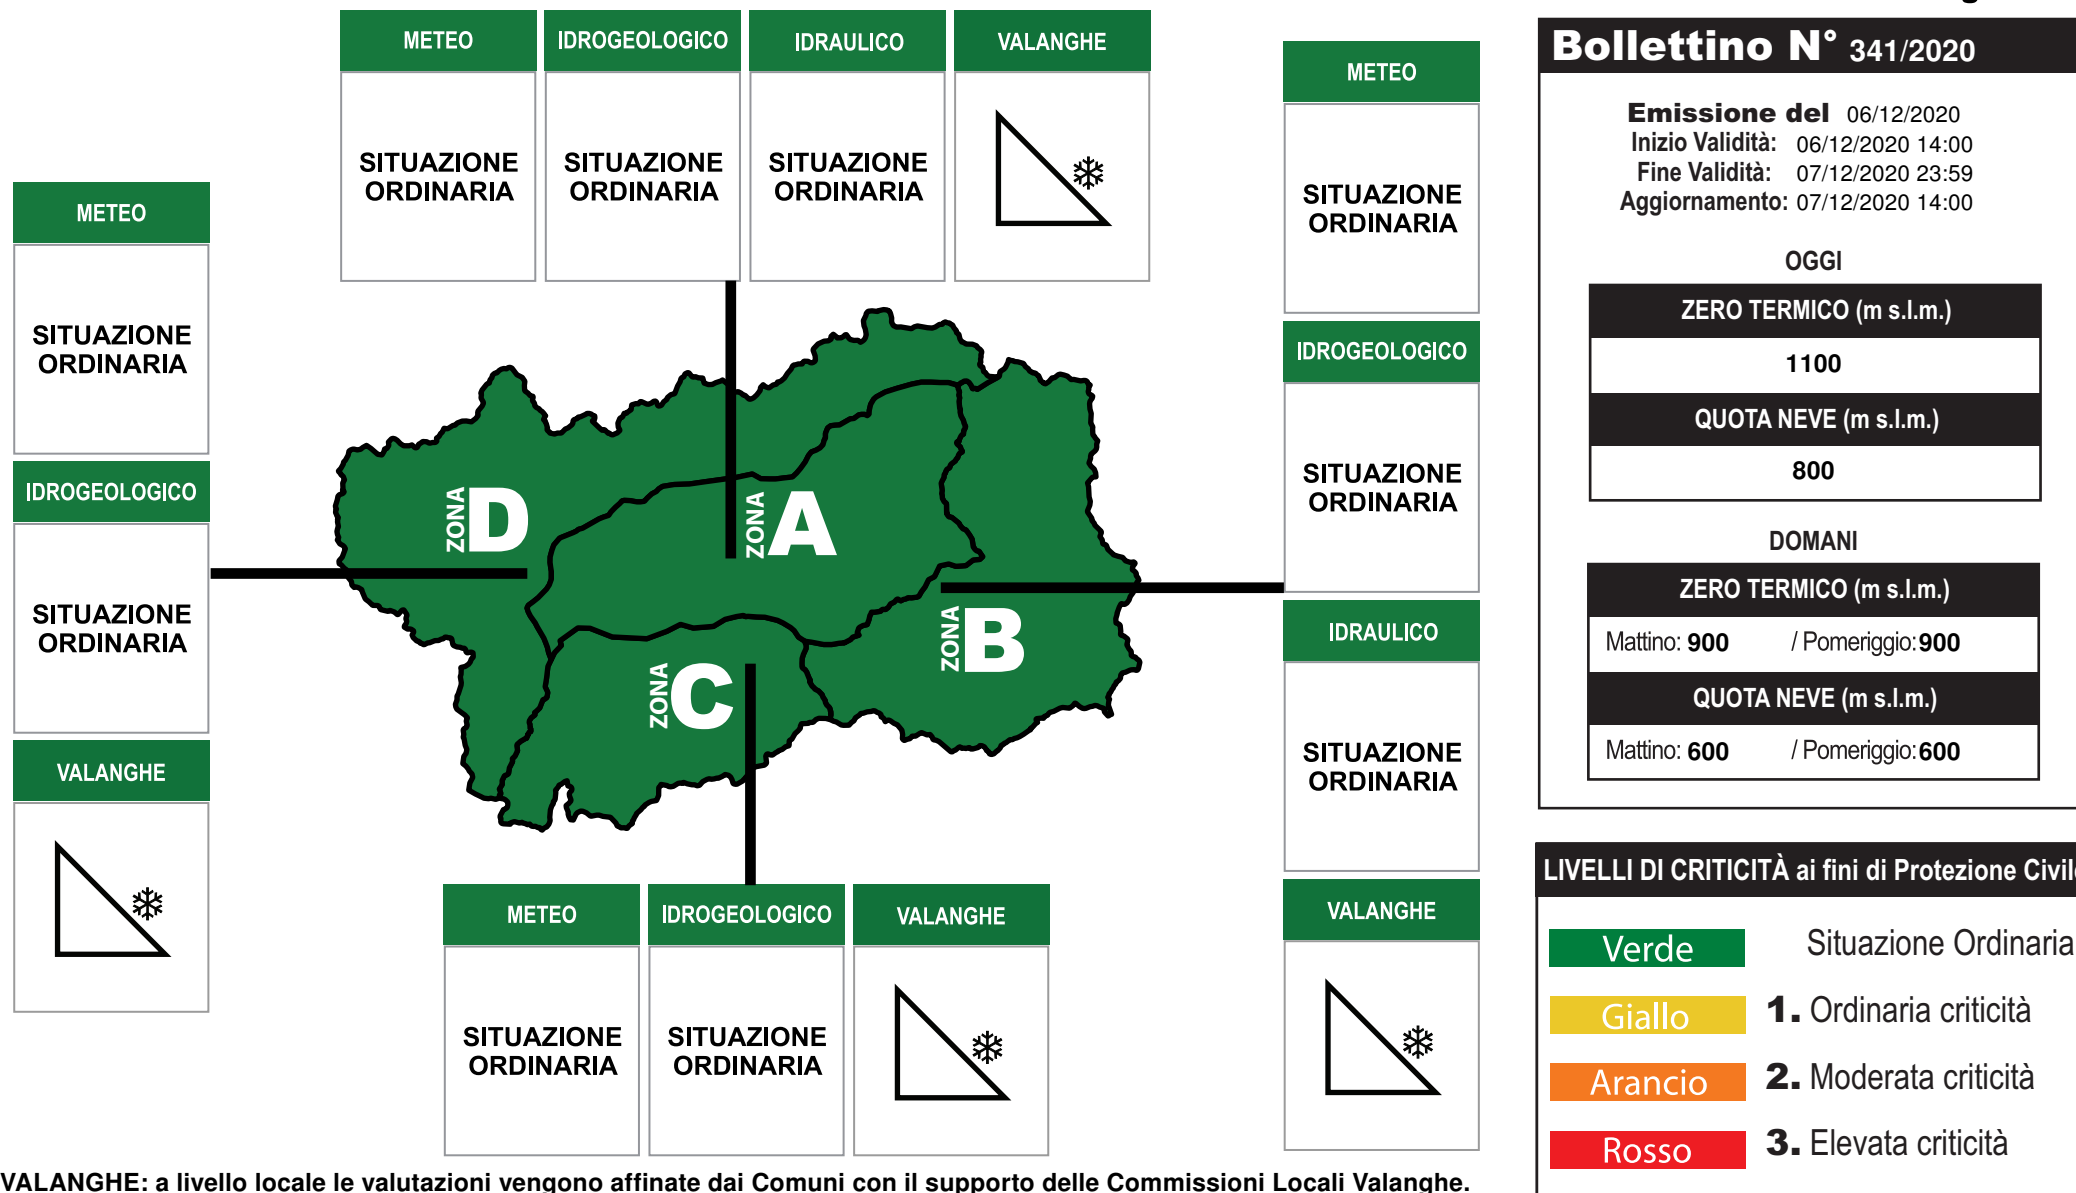 METEO
IDROGEOLOGICO
IDRAULICO
VALANGHE
SITUAZIONE
ORDINARIA
SITUAZIONE
ORDINARIA
SITUAZIONE
ORDINARIA
METEO
SITUAZIONE
ORDINARIA
IDROGEOLOGICO
SITUAZIONE
ORDINARIA
VALANGHE
METEO
SITUAZIONE
ORDINARIA
IDROGEOLOGICO
SITUAZIONE
ORDINARIA
IDRAULICO
SITUAZIONE
ORDINARIA
VALANGHE
ZONA D
ZONA A
ZONA B
ZONA C
METEO
IDROGEOLOGICO
VALANGHE
SITUAZIONE
ORDINARIA
SITUAZIONE
ORDINARIA
VALANGHE: a livello locale le valutazioni vengono affinate dai Comuni con il supporto delle Commissioni Locali Valanghe.
Bollettino N° 341/2020
Emissione del 06/12/2020
Inizio Validità: 06/12/2020 14:00
Fine Validità: 07/12/2020 23:59
Aggiornamento: 07/12/2020 14:00
OGGI
ZERO TERMICO (m s.l.m.)
1100
QUOTA NEVE (m s.l.m.)
800
DOMANI
ZERO TERMICO (m s.l.m.)
Mattino: 900 / Pomeriggio: 900
QUOTA NEVE (m s.l.m.)
Mattino: 600 / Pomeriggio: 600
LIVELLI DI CRITICITÀ ai fini di Protezione Civile
Verde Situazione Ordinaria
Giallo 1. Ordinaria criticità
Arancio 2. Moderata criticità
Rosso 3. Elevata criticità